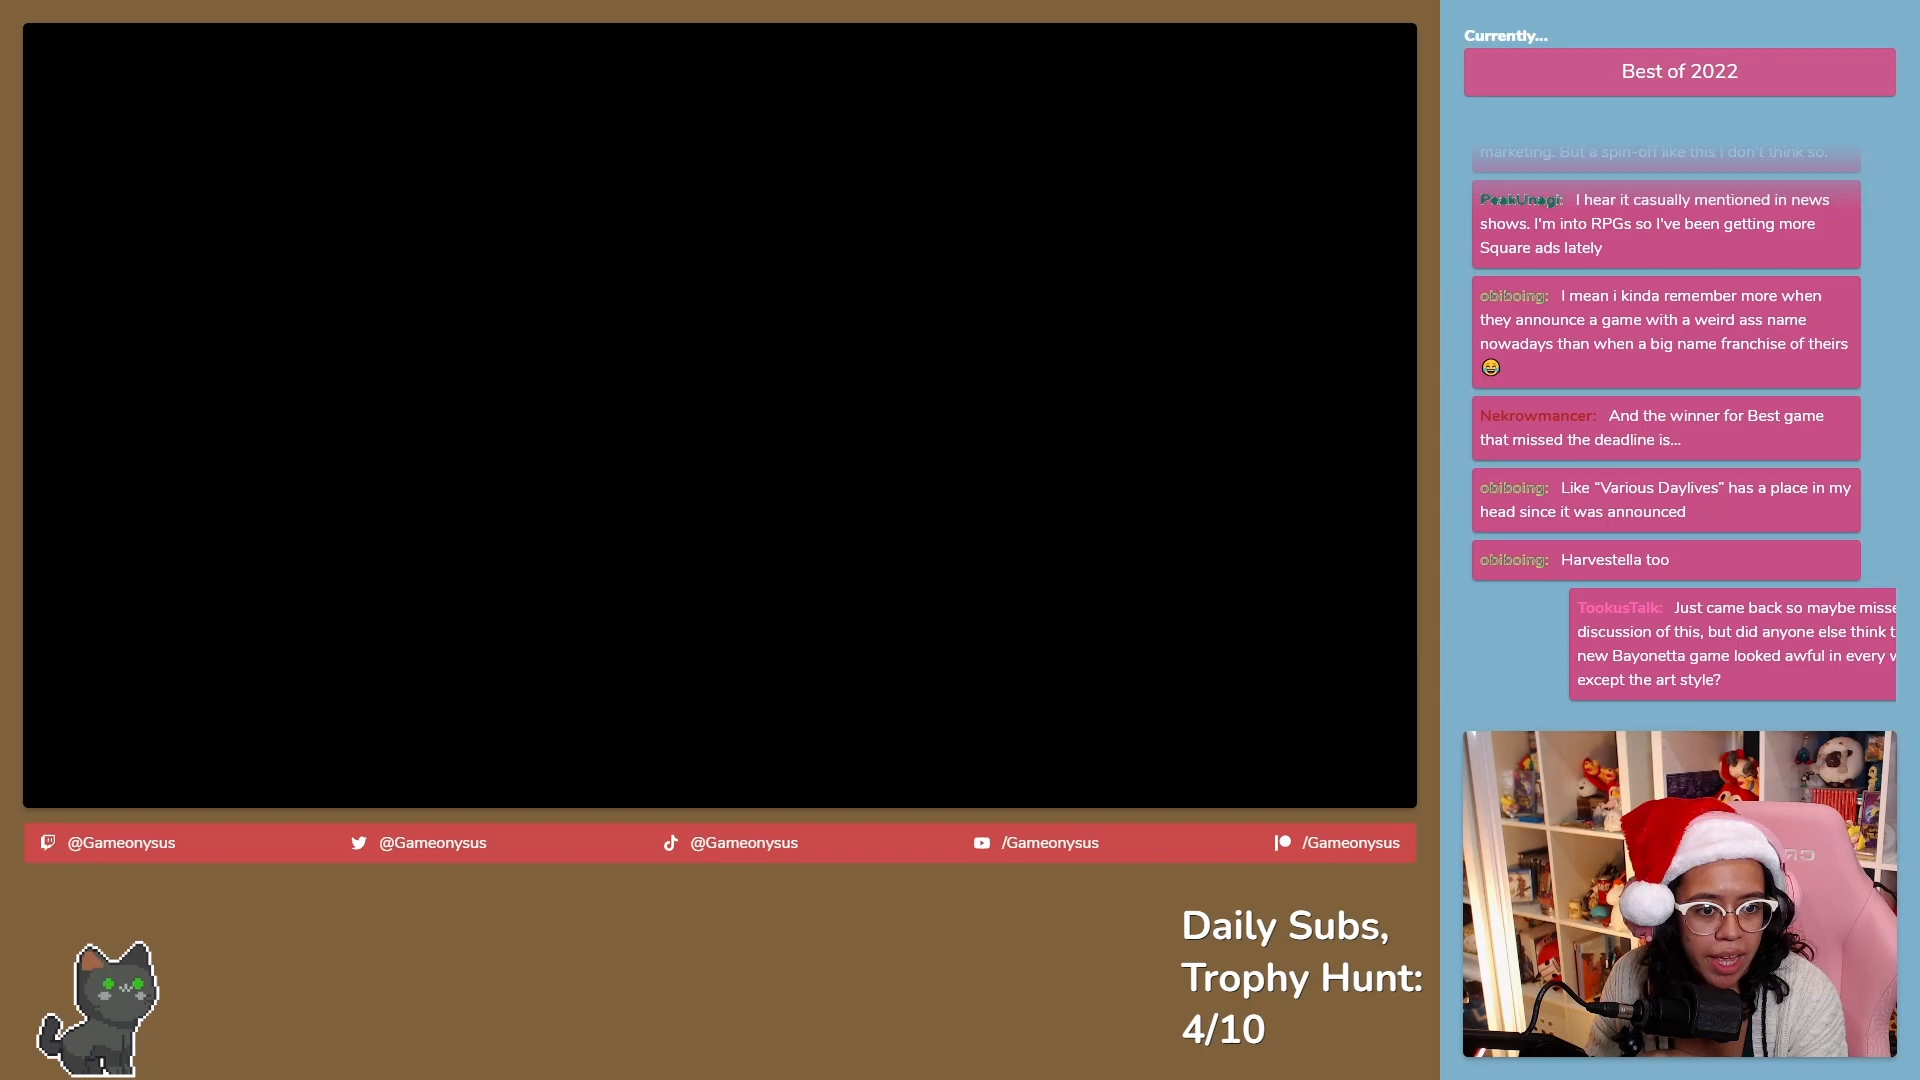 Currently...
Best of 2022
marketing. But a spin-off like this I don't think so.
PeakUnagi: I hear it casually mentioned in news
shows. I'm into RPGs so I've been getting more
Square ads lately
obiboing: I mean i kinda remember more when
they announce a game with a weird ass name
nowadays than when a big name franchise of theirs
😂
Nekrowmancer: And the winner for Best game
that missed the deadline is...
obiboing: Like “Various Daylives” has a place in my
head since it was announced
obiboing: Harvestella too
TookusTalk: Just came back so maybe misse
discussion of this, but did anyone else think t
new Bayonetta game looked awful in every w
except the art style?
@Gameonysus
@Gameonysus
@Gameonysus
/Gameonysus
/Gameonysus
Daily Subs,
Trophy Hunt:
4/10